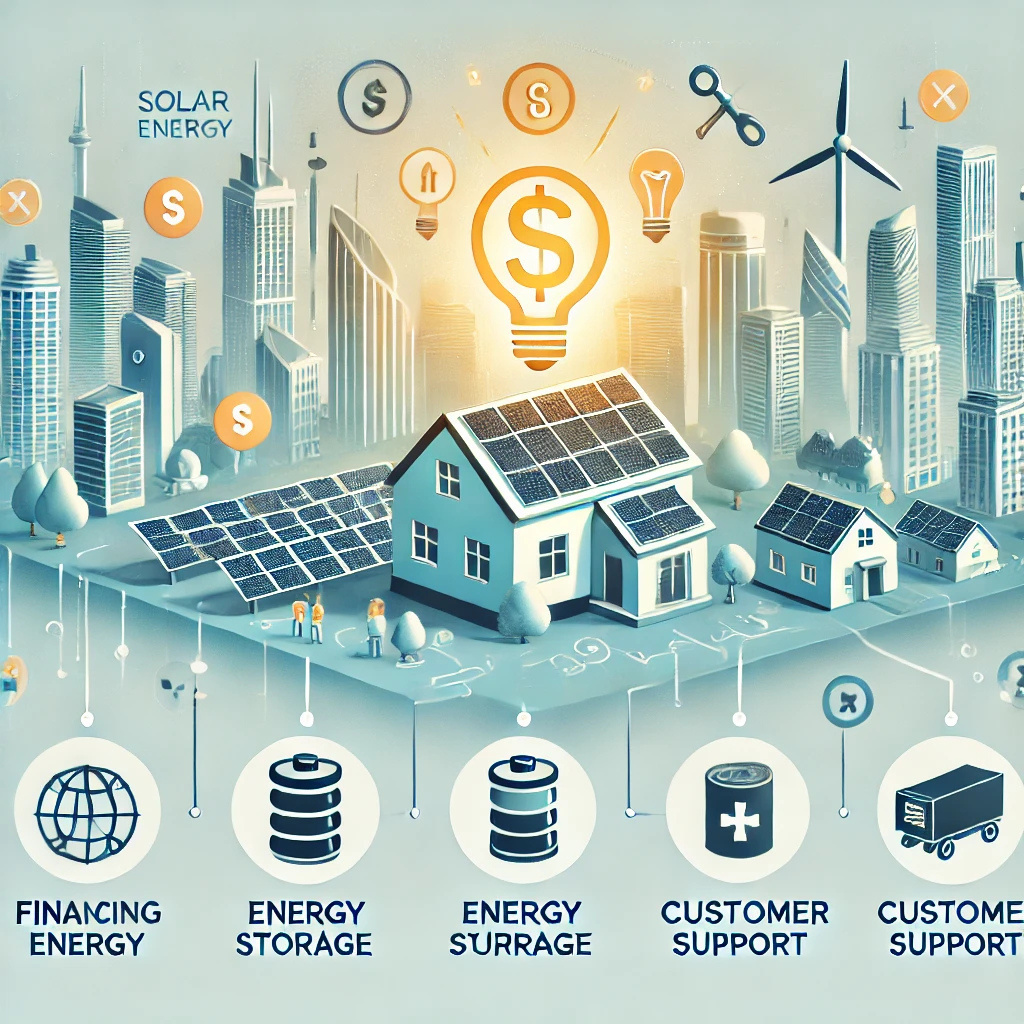 SOLAR
ENERGY
$
$
$
$
$
FINANCING
ENERGY
ENERGY
STORAGE
ENERGY
SURRAGE
CUSTOMER
SUPPORT
CUSTOME
SUPPORT